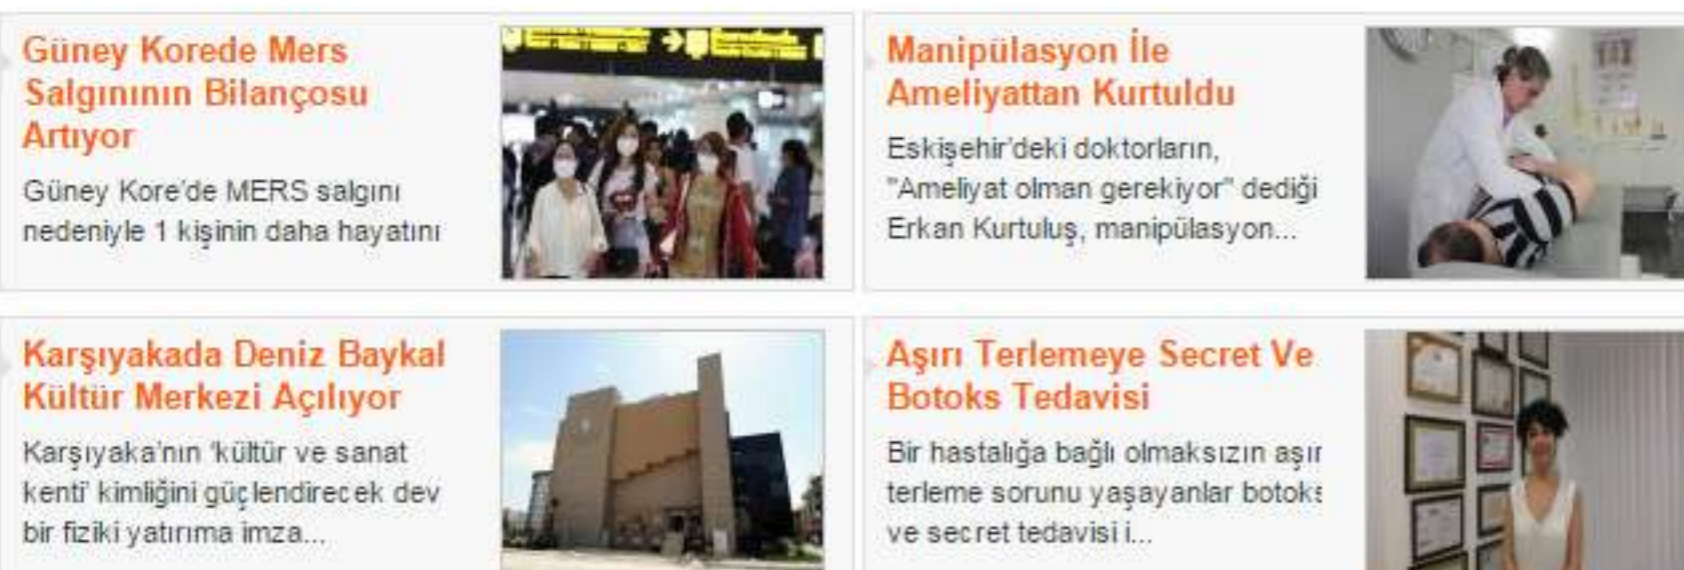 Güney Korede Mers
Salgınının Bilançosu
Artıyor
Güney Kore'de MERS salgını
nedeniyle 1 kişinin daha hayatını
Manipülasyon İle
Ameliyattan Kurtuldu
Eskişehir'deki doktorların,
"Ameliyat olman gerekiyor" dediği
Erkan Kurtuluş, manipülasyon...
Karşıyakada Deniz Baykal
Kültür Merkezi Açılıyor
Karşıyaka'nın 'kültür ve sanat
kenti' kimliğini güçlendirecek dev
bir fiziki yatırıma imza...
Aşırı Terlemeye Secret Ve
Botoks Tedavisi
Bir hastalığa bağlı olmaksızın aşır
terleme sorunu yaşayanlar botoks
ve secret tedavisi i...